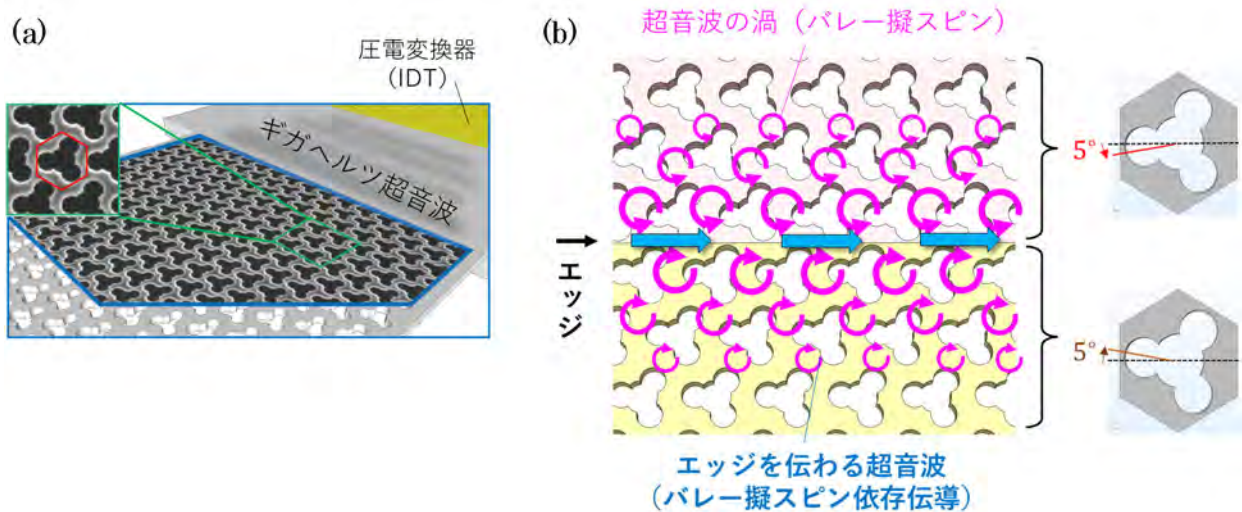 (a)
圧電変換器
(IDT)
ギガヘルツ超音波
(b)
超音波の渦（バレー擬スピン）
エッジ
5°
5°
エッジを伝わる超音波
（バレー擬スピン依存伝導）